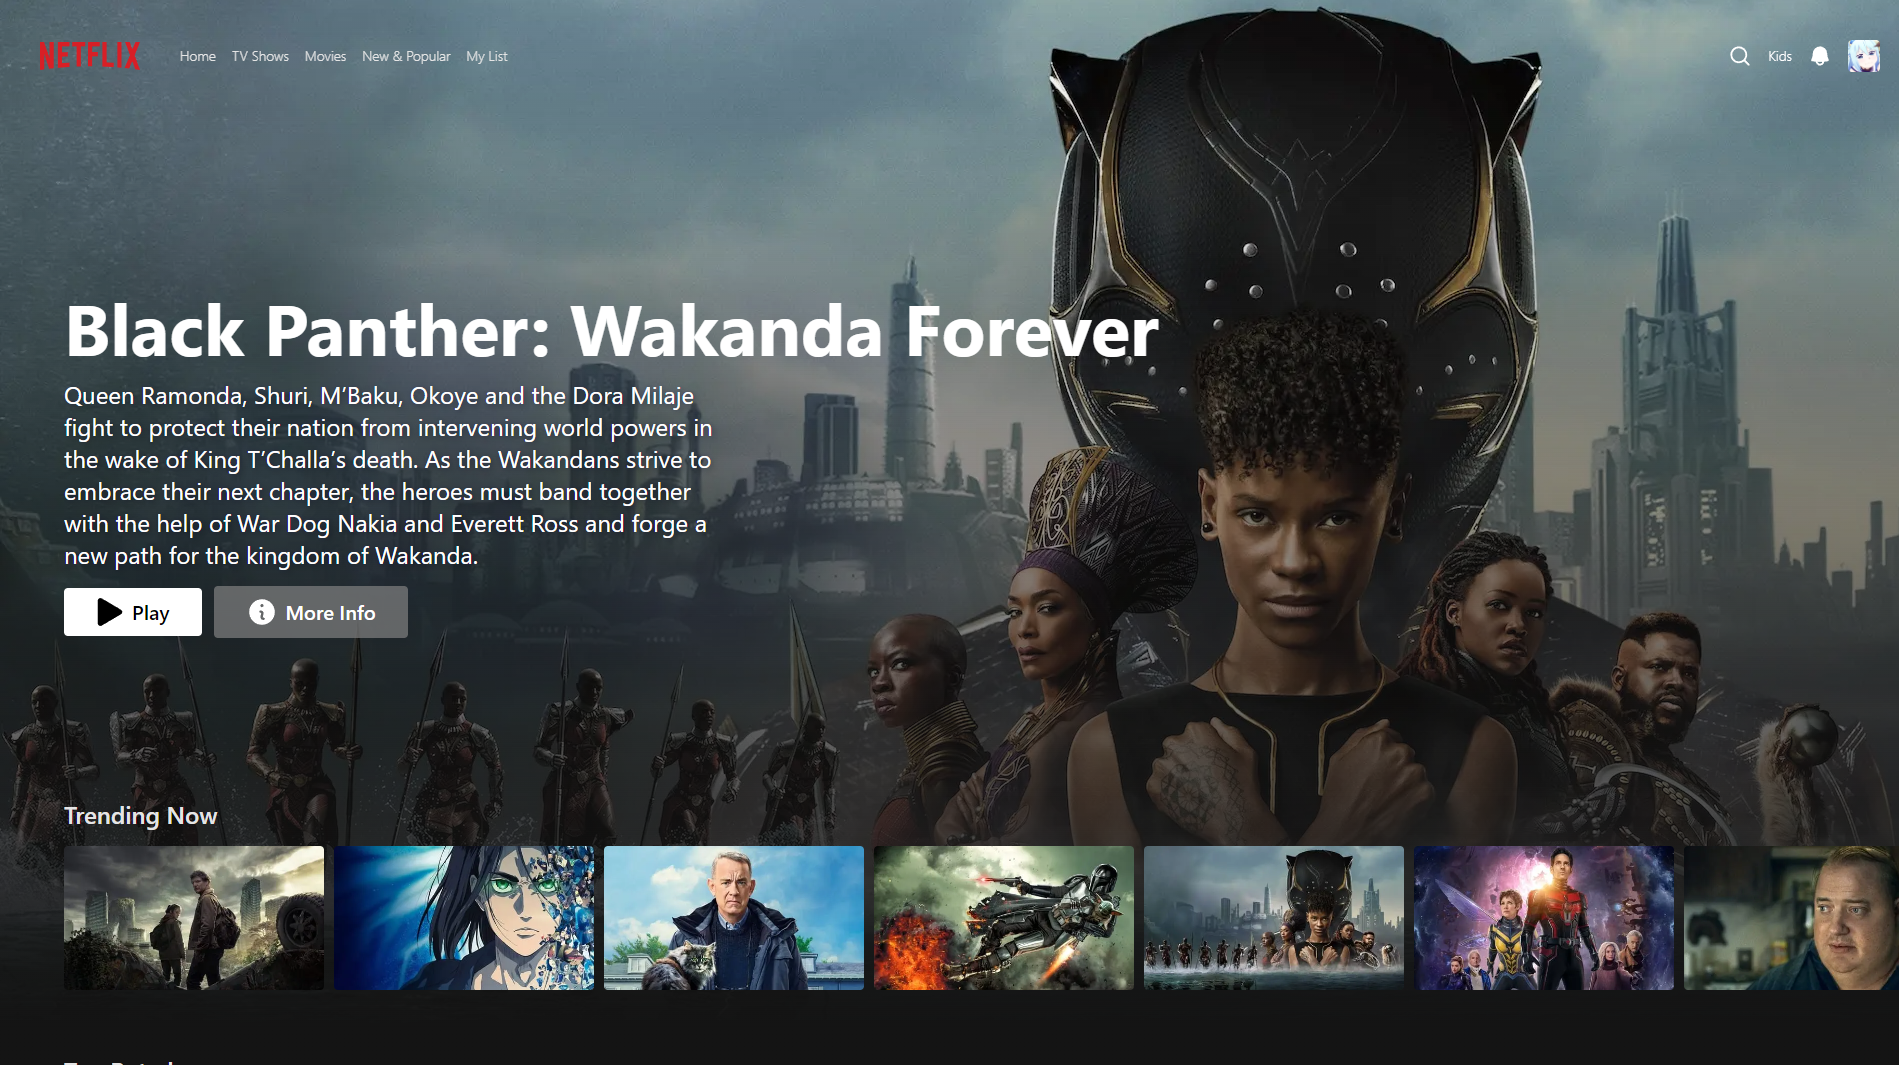 NETFLIX
Home TV Shows Movies New & Popular My List
Kids
Black Panther: Wakanda Forever
Queen Ramonda, Shuri, M’Baku, Okoye and the Dora Milaje
fight to protect their nation from intervening world powers in
the wake of King T’Challa’s death. As the Wakandans strive to
embrace their next chapter, the heroes must band together
with the help of War Dog Nakia and Everett Ross and forge a
new path for the kingdom of Wakanda.
Play
More Info
Trending Now